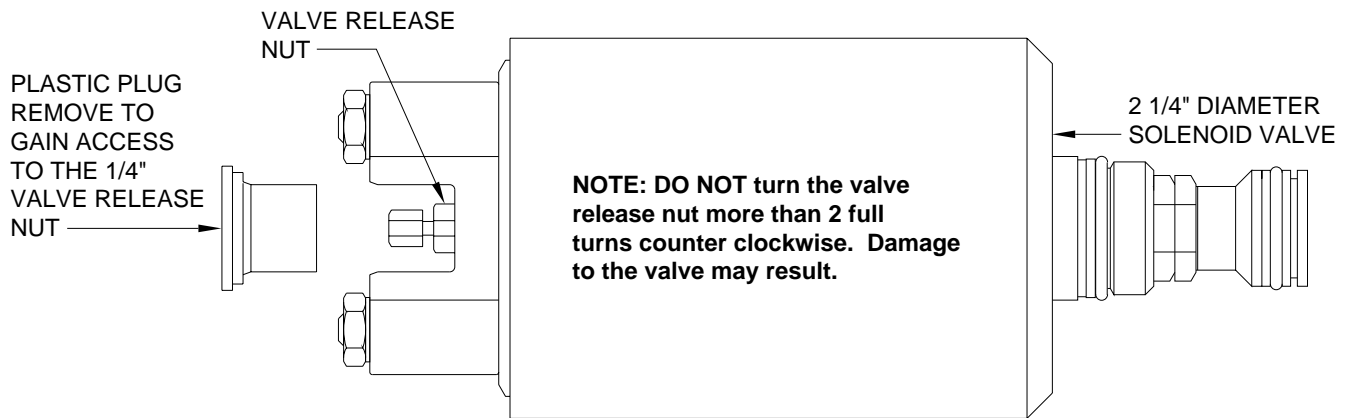 VALVE RELEASE
NUT
PLASTIC PLUG
REMOVE TO
GAIN ACCESS
TO THE 1/4"
VALVE RELEASE
NUT
2 1/4" DIAMETER
SOLENOID VALVE
NOTE: DO NOT turn the valve
release nut more than 2 full
turns counter clockwise.  Damage
to the valve may result.